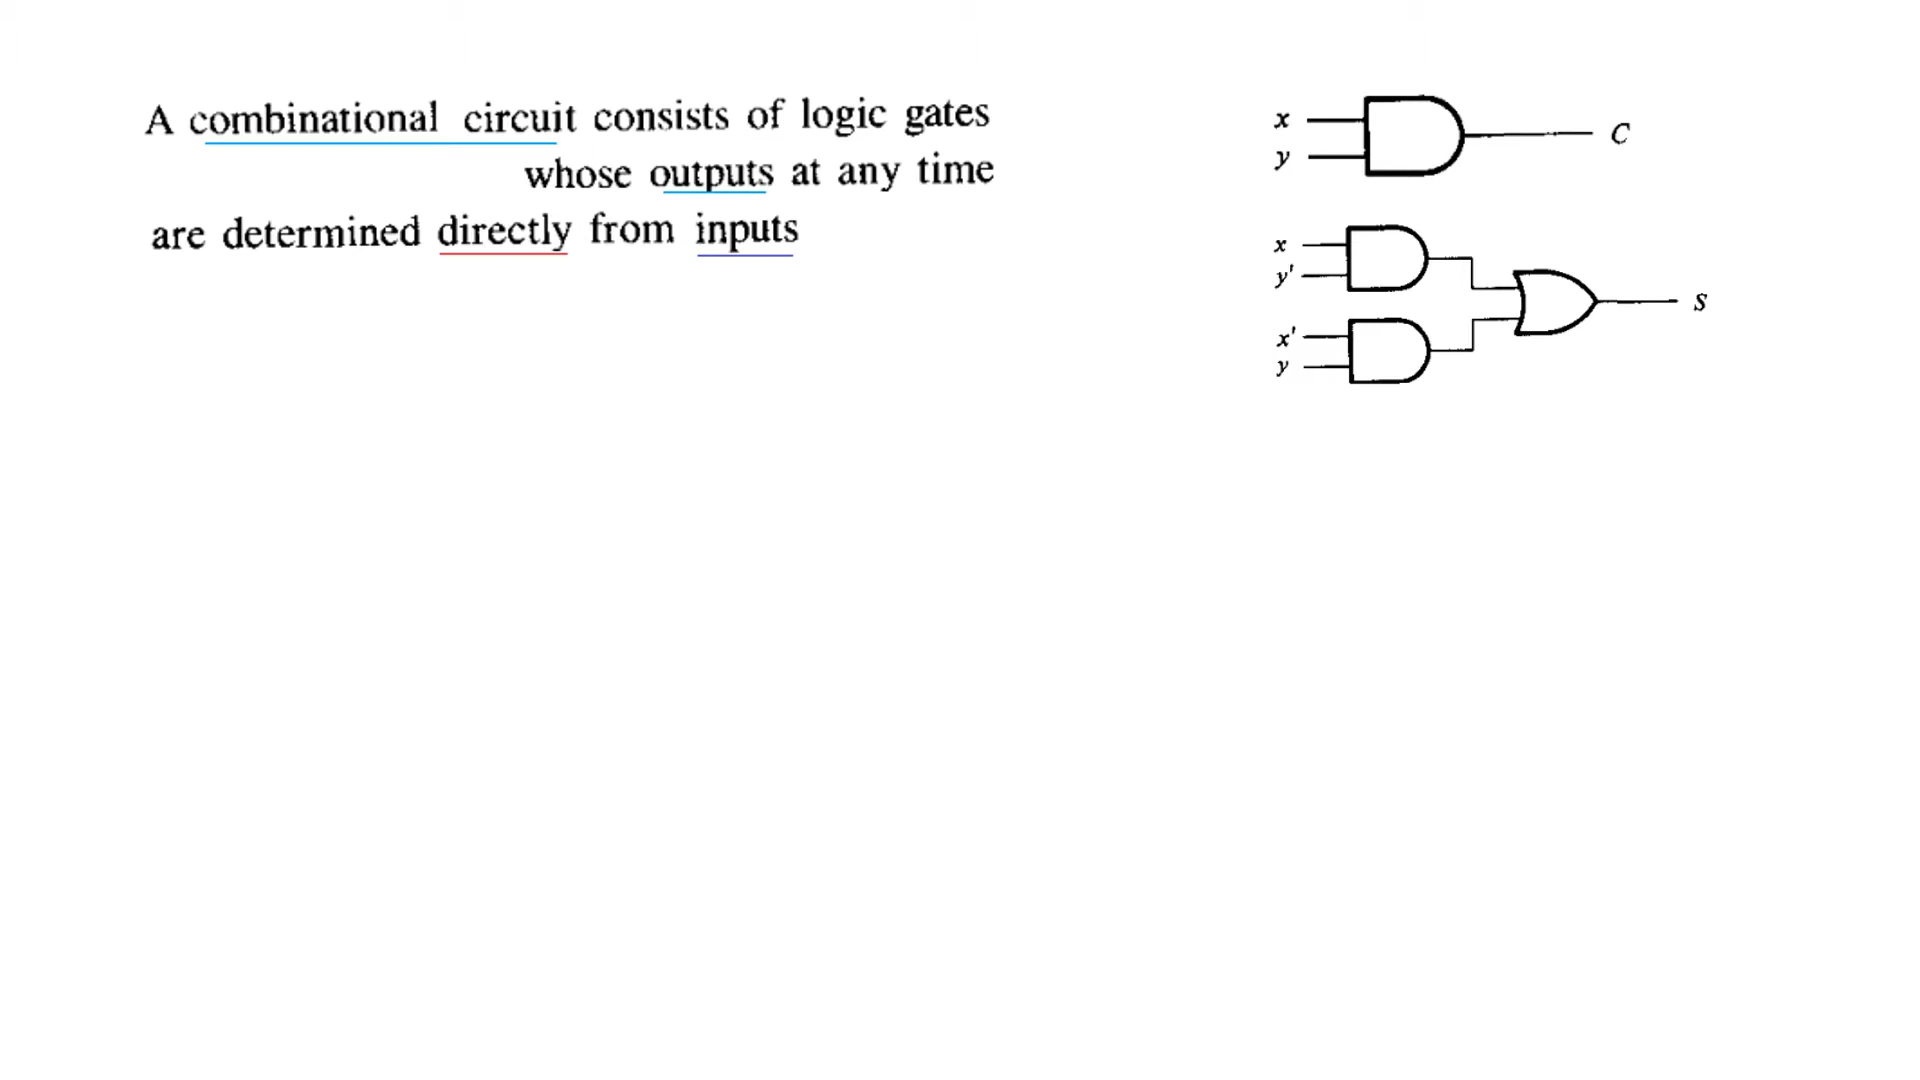 A combinational circuit consists of logic gates
whose outputs at any time
are determined directly from inputs
x
y
C
x
y'
x'
y
S